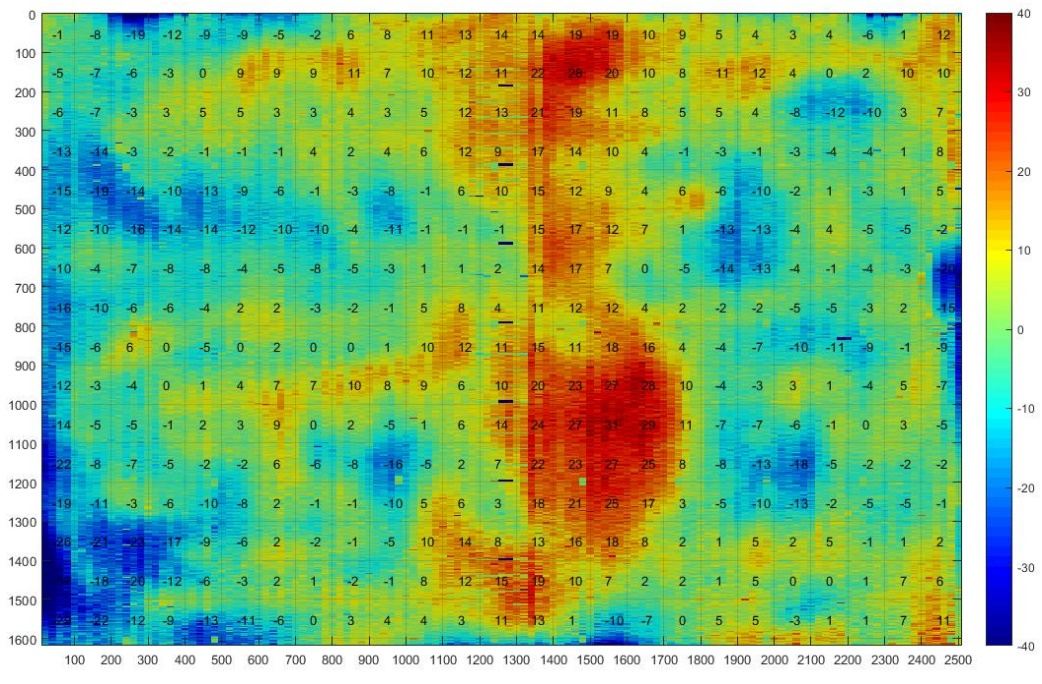 0 40
-1 -8 -19 -12 -9 -9 -5 -2 6 8 11 13 14 14 19 19 10 9 5 4 3 4 -6 1 12
100
-5 -7 -6 -3 0 9 9 9 11 7 10 12 11 22 28 20 10 8 11 12 4 0 2 10 10
200 30
-6 -7 -3 3 5 5 3 3 4 3 5 12 13 21 19 11 8 5 5 4 -8 -12 -10 3 7
300
-13 -14 -3 -2 -1 -1 -1 4 2 4 6 12 9 17 14 10 4 -1 -3 -1 -3 -4 -4 1 8
400 20
-15 -19 -14 -10 -13 -9 -6 -1 -3 -8 -1 6 10 15 12 9 4 6 -6 -10 -2 1 -3 1 5
500
-12 -10 -16 -14 -14 -12 -10 -10 -4 -11 -1 -1 -1 15 17 12 7 1 -13 -13 -4 4 -5 -5 -2
600 10
-10 -4 -7 -8 -8 -4 -5 -8 -5 -3 1 1 2 14 17 7 0 -5 -14 -13 -4 -1 -4 -3
700
-16 -10 -6 -6 -4 2 2 -3 -2 -1 5 8 4 11 12 12 4 2 -2 -2 -5 -5 -3 2 -15
800 0
-15 -6 6 0 -5 0 2 0 0 1 10 12 11 15 11 18 16 4 -4 -7 -10 -11 -9 -1 -9
900
-12 -3 -4 0 1 4 7 7 10 8 9 6 10 20 23 27 28 10 -4 -3 3 1 -4 5 -7
1000 -10
-14 -5 -5 -1 2 3 9 0 2 -2 1 6 14 24 27 31 29 11 -7 -7 -6 -1 0 3 -5
1100
-22 -8 -7 -5 -2 -2 6 -6 -8 -16 -5 2 7 22 23 27 25 8 -8 -13 -18 -5 -2 -2 -2
1200 -20
-19 -11 -3 -6 -10 -8 2 -1 -1 -10 5 6 3 18 21 25 17 3 -5 -10 -13 -2 -5 -5 -1
1300
-26 -21 -23 -17 -9 -6 2 -2 -1 -5 10 14 8 13 16 18 8 2 1 5 2 5 -1 1 2
1400 -30
-18 -20 -12 -6 -3 2 1 -2 -1 8 12 15 19 10 7 2 2 1 5 0 0 1 7 6
1500
-22 -12 -9 -13 -11 -6 0 3 4 4 3 11 13 1 -10 -7 0 5 5 -3 1 1 7 11
1600 -40
100 200 300 400 500 600 700 800 900 1000 1100 1200 1300 1400 1500 1600 1700 1800 1900 2000 2100 2200 2300 2400 2500